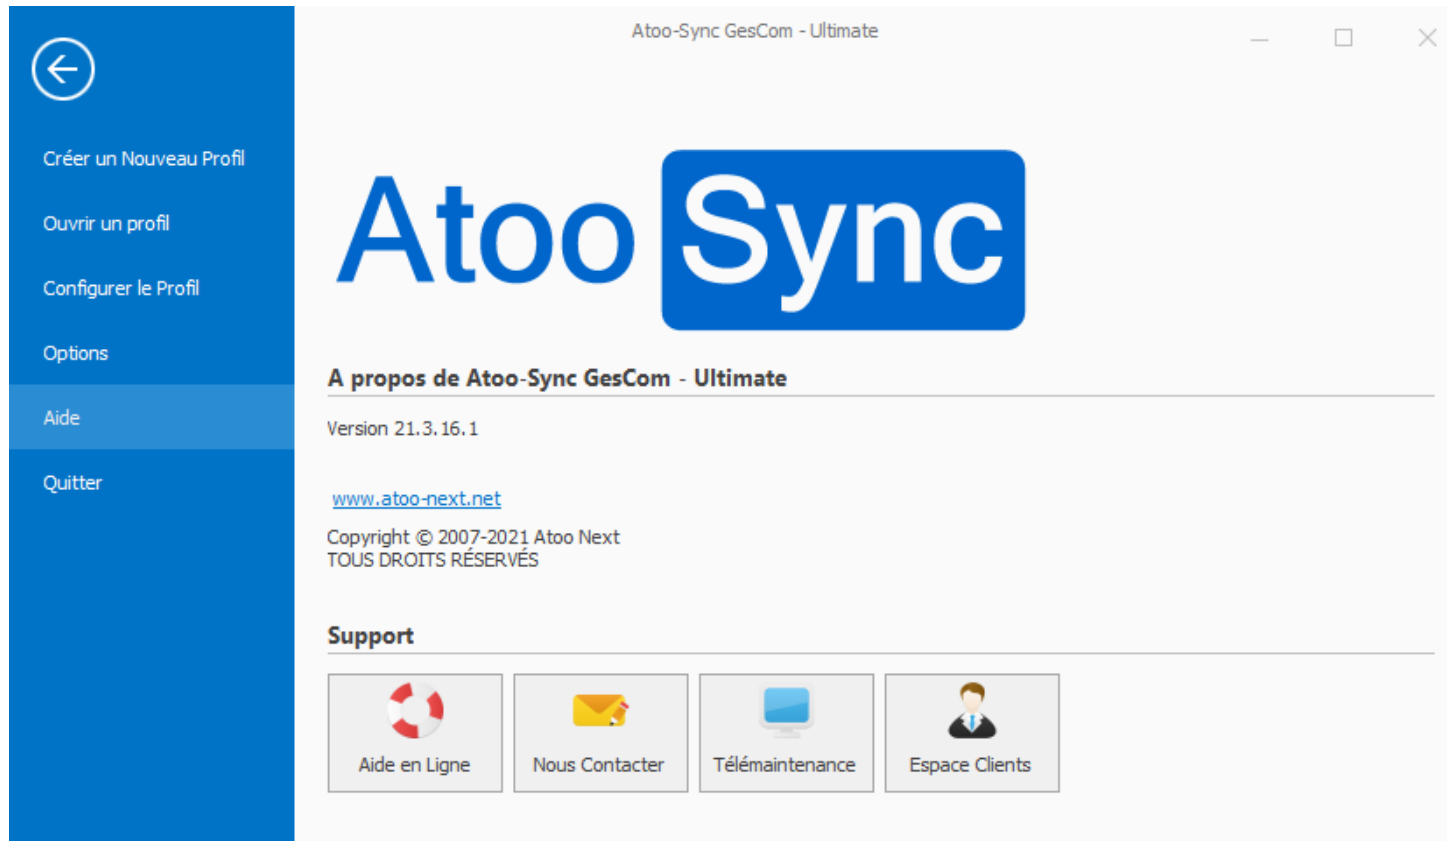 Atoo-Sync GesCom - Ultimate
Créer un Nouveau Profil
Ouvrir un profil
Configurer le Profil
Options
Aide
Quitter
Atoo Sync
A propos de Atoo-Sync GesCom - Ultimate
Version 21.3.16.1
www.atoo-next.net
Copyright © 2007-2021 Atoo Next
TOUS DROITS RÉSERVÉS
Support
Aide en Ligne
Nous Contacter
Télémaintenance
Espace Clients